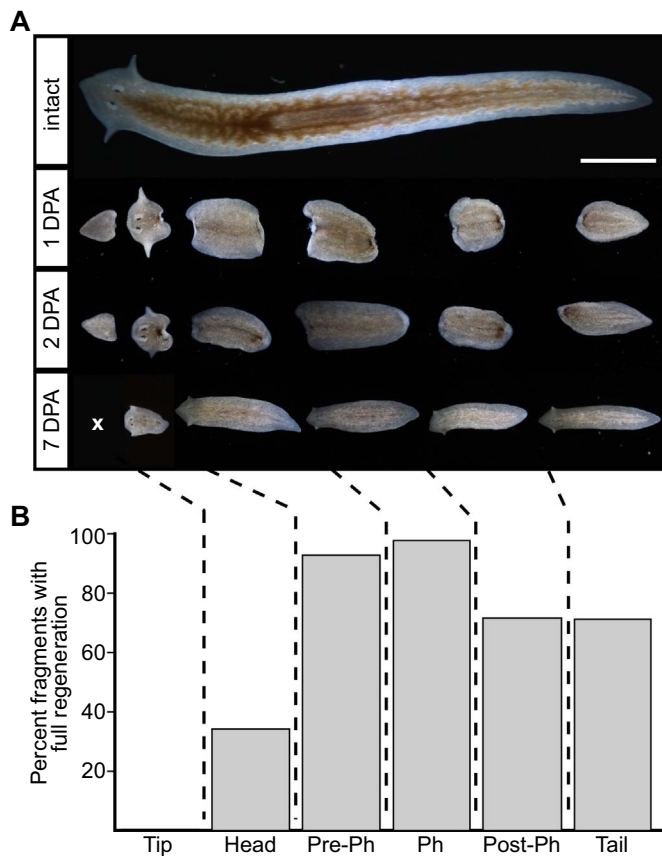 A
intact
1 DPA
2 DPA
7 DPA
x
B
Percent fragments with
full regeneration
100
80
60
40
20
Tip Head Pre-Ph Ph Post-Ph Tail